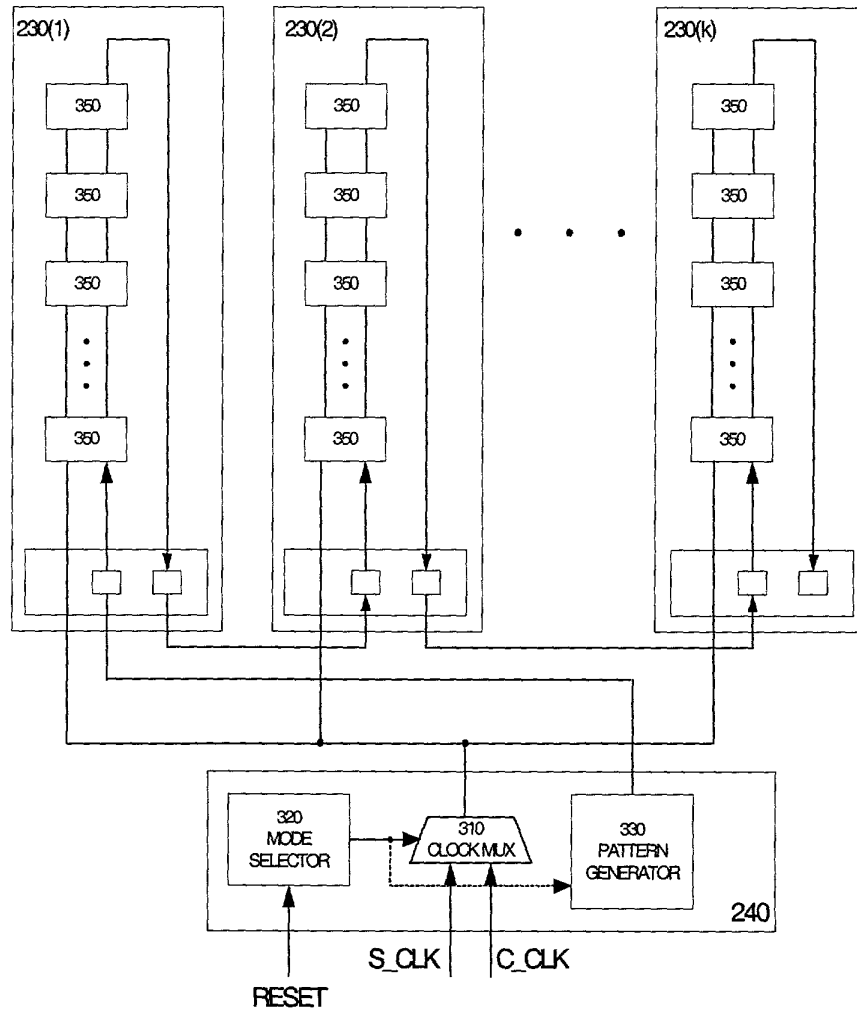 230(1)
230(2)
230(k)
350
350
350
350
350
350
350
350
350
350
350
350
320
MODE
SELECTOR
310
CLOCK MUX
330
PATTERN
GENERATOR
240
S_CLK
C_CLK
RESET